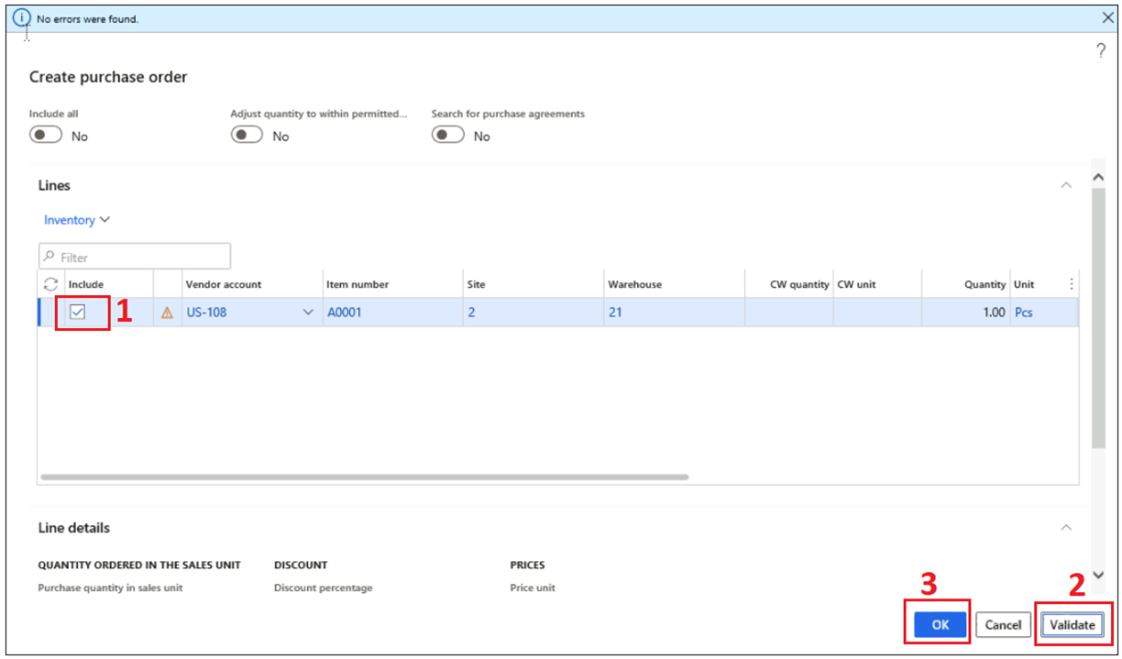 No errors were found.
?
Create purchase order
Include all
Adjust quantity to within permitted...
Search for purchase agreements
No
No
No
Lines
Inventory
Filter
Include
Vendor account
Item number
Site
Warehouse
CW quantity
CW unit
Quantity
Unit
1
US-108
A0001
2
21
1.00
Pcs
Line details
QUANTITY ORDERED IN THE SALES UNIT
DISCOUNT
PRICES
Purchase quantity in sales unit
Discount percentage
Price unit
3
2
OK
Cancel
Validate